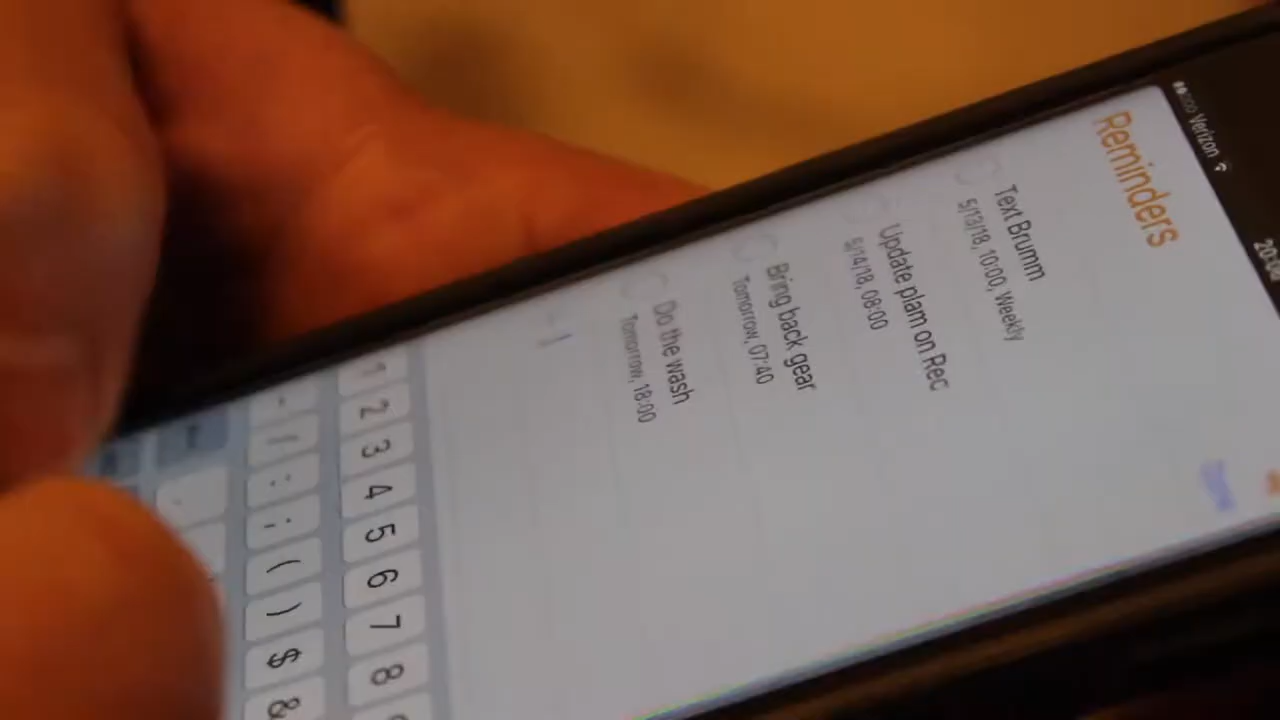 Verizon
Reminders
Text Brumm
5/13/18, 10:00, Weekly
Update plam on Rec
5/14/18, 08:00
Bring back gear
Tomorrow, 07:40
Do the wash
Tomorrow, 18:00
1 2 3 4 5 6 7 8
- / : ; ( ) $ &